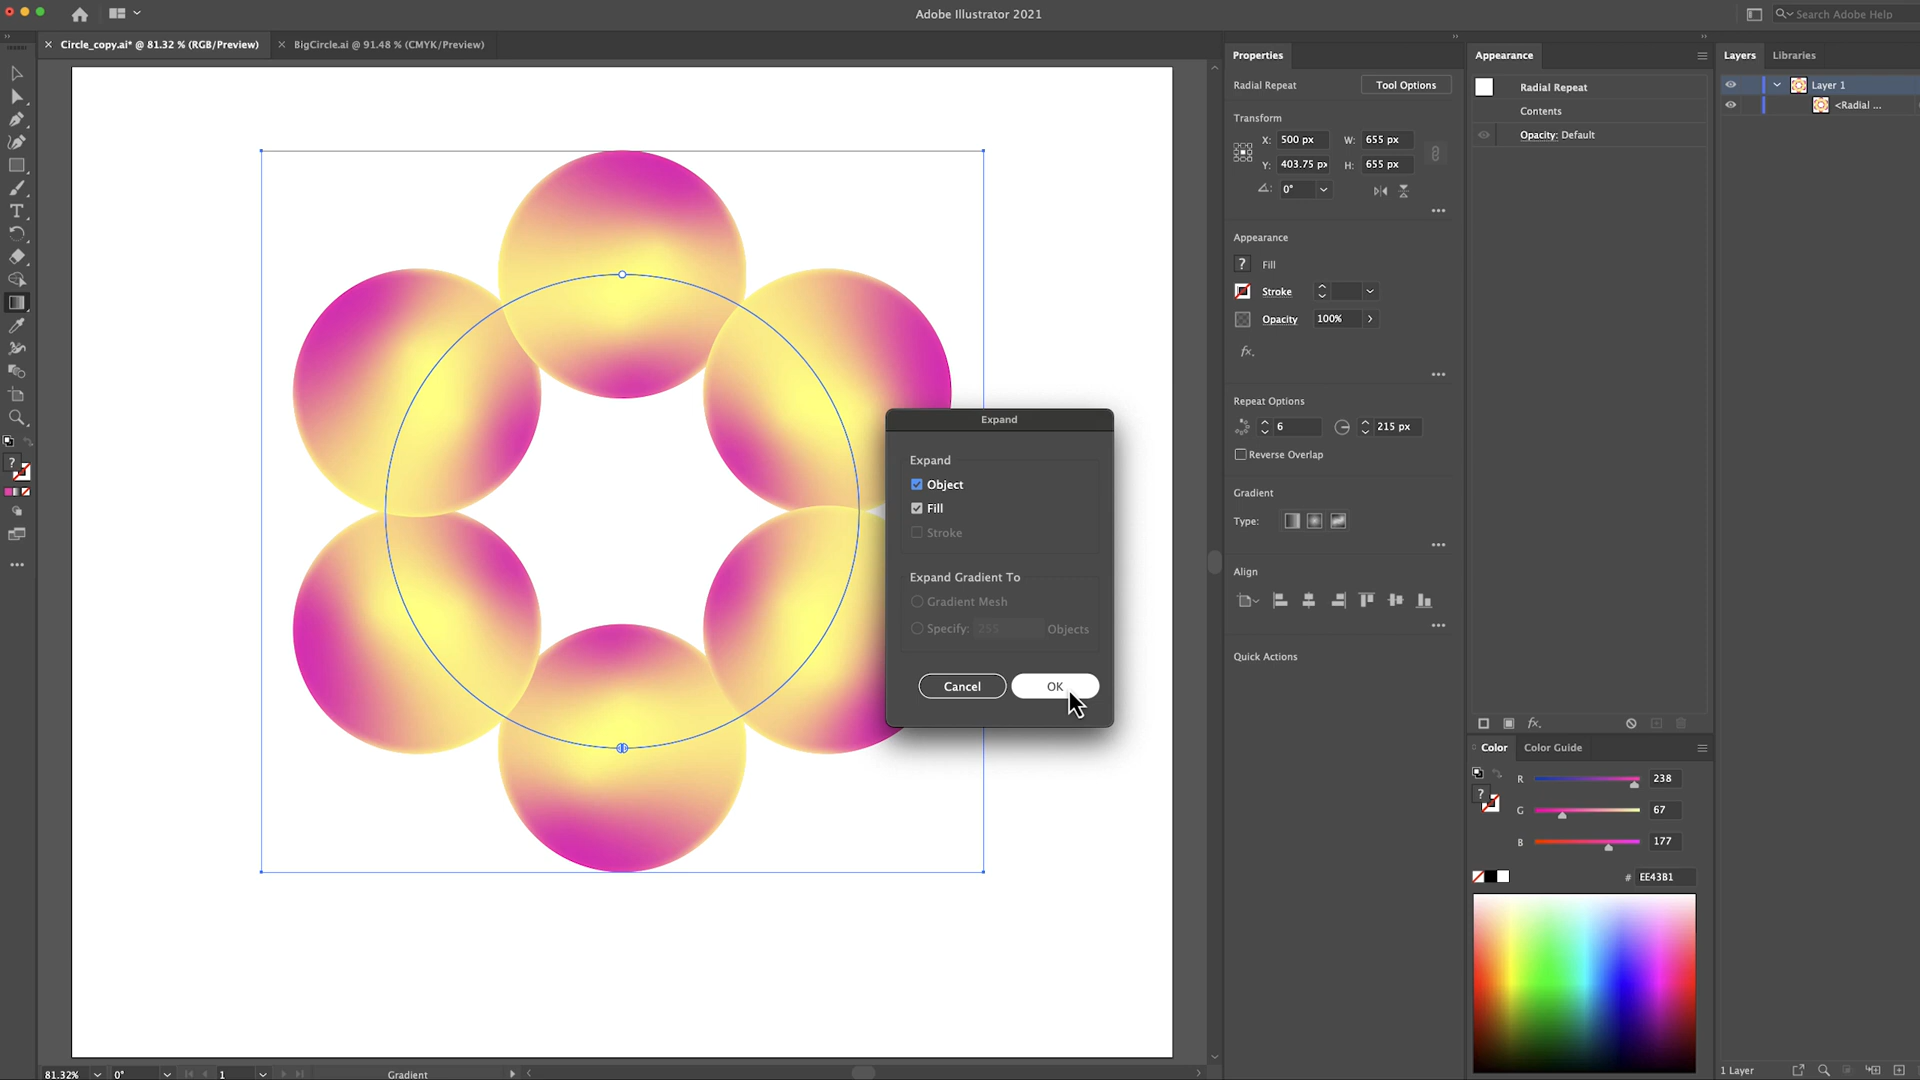 Adobe Illustrator 2021
Search Adobe Help
Circle_copy.ai* @ 81.32 % (RGB/Preview)
BigCircle.ai @ 91.48 % (CMYK/Preview)
Properties
Radial Repeat
Tool Options
Transform
X: 500 px W: 655 px
Y: 403.75 px H: 655 px
0°
Appearance
? Fill
Stroke
Opacity 100%
fx.
Repeat Options
6 215 px
Reverse Overlap
Gradient
Type:
Align
Quick Actions
Appearance
Radial Repeat
Contents
Opacity: Default
fx.
Color Color Guide
R 238
G 67
B 177
# EE43B1
Layers Libraries
Layer 1
<Radial ...
1 Layer
Expand
Expand
Object
Fill
Stroke
Expand Gradient To
Gradient Mesh
Specify: 255 Objects
Cancel OK
81.32% 0° 1 Gradient